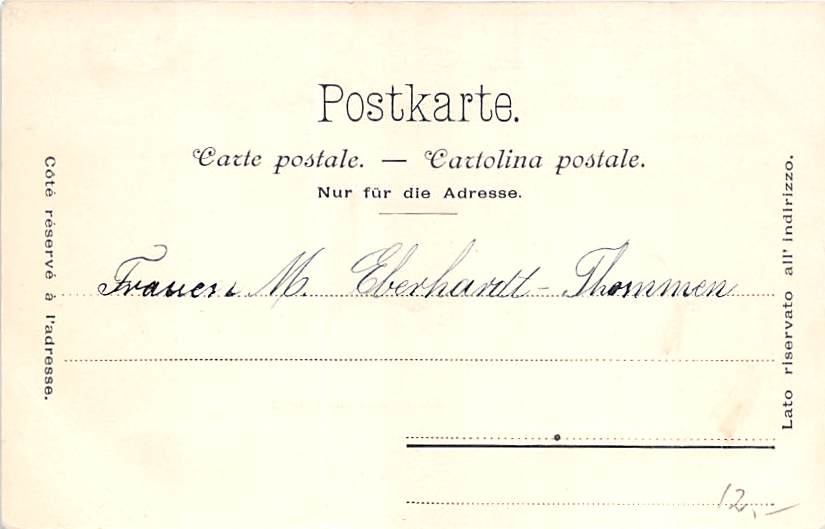 Postkarte.
Carte postale. — Cartolina postale.
Nur für die Adresse.
Côté réservé à l'adresse.
M. Eberhardt-Thommen
Lato riservato all' indirizzo.
12.–